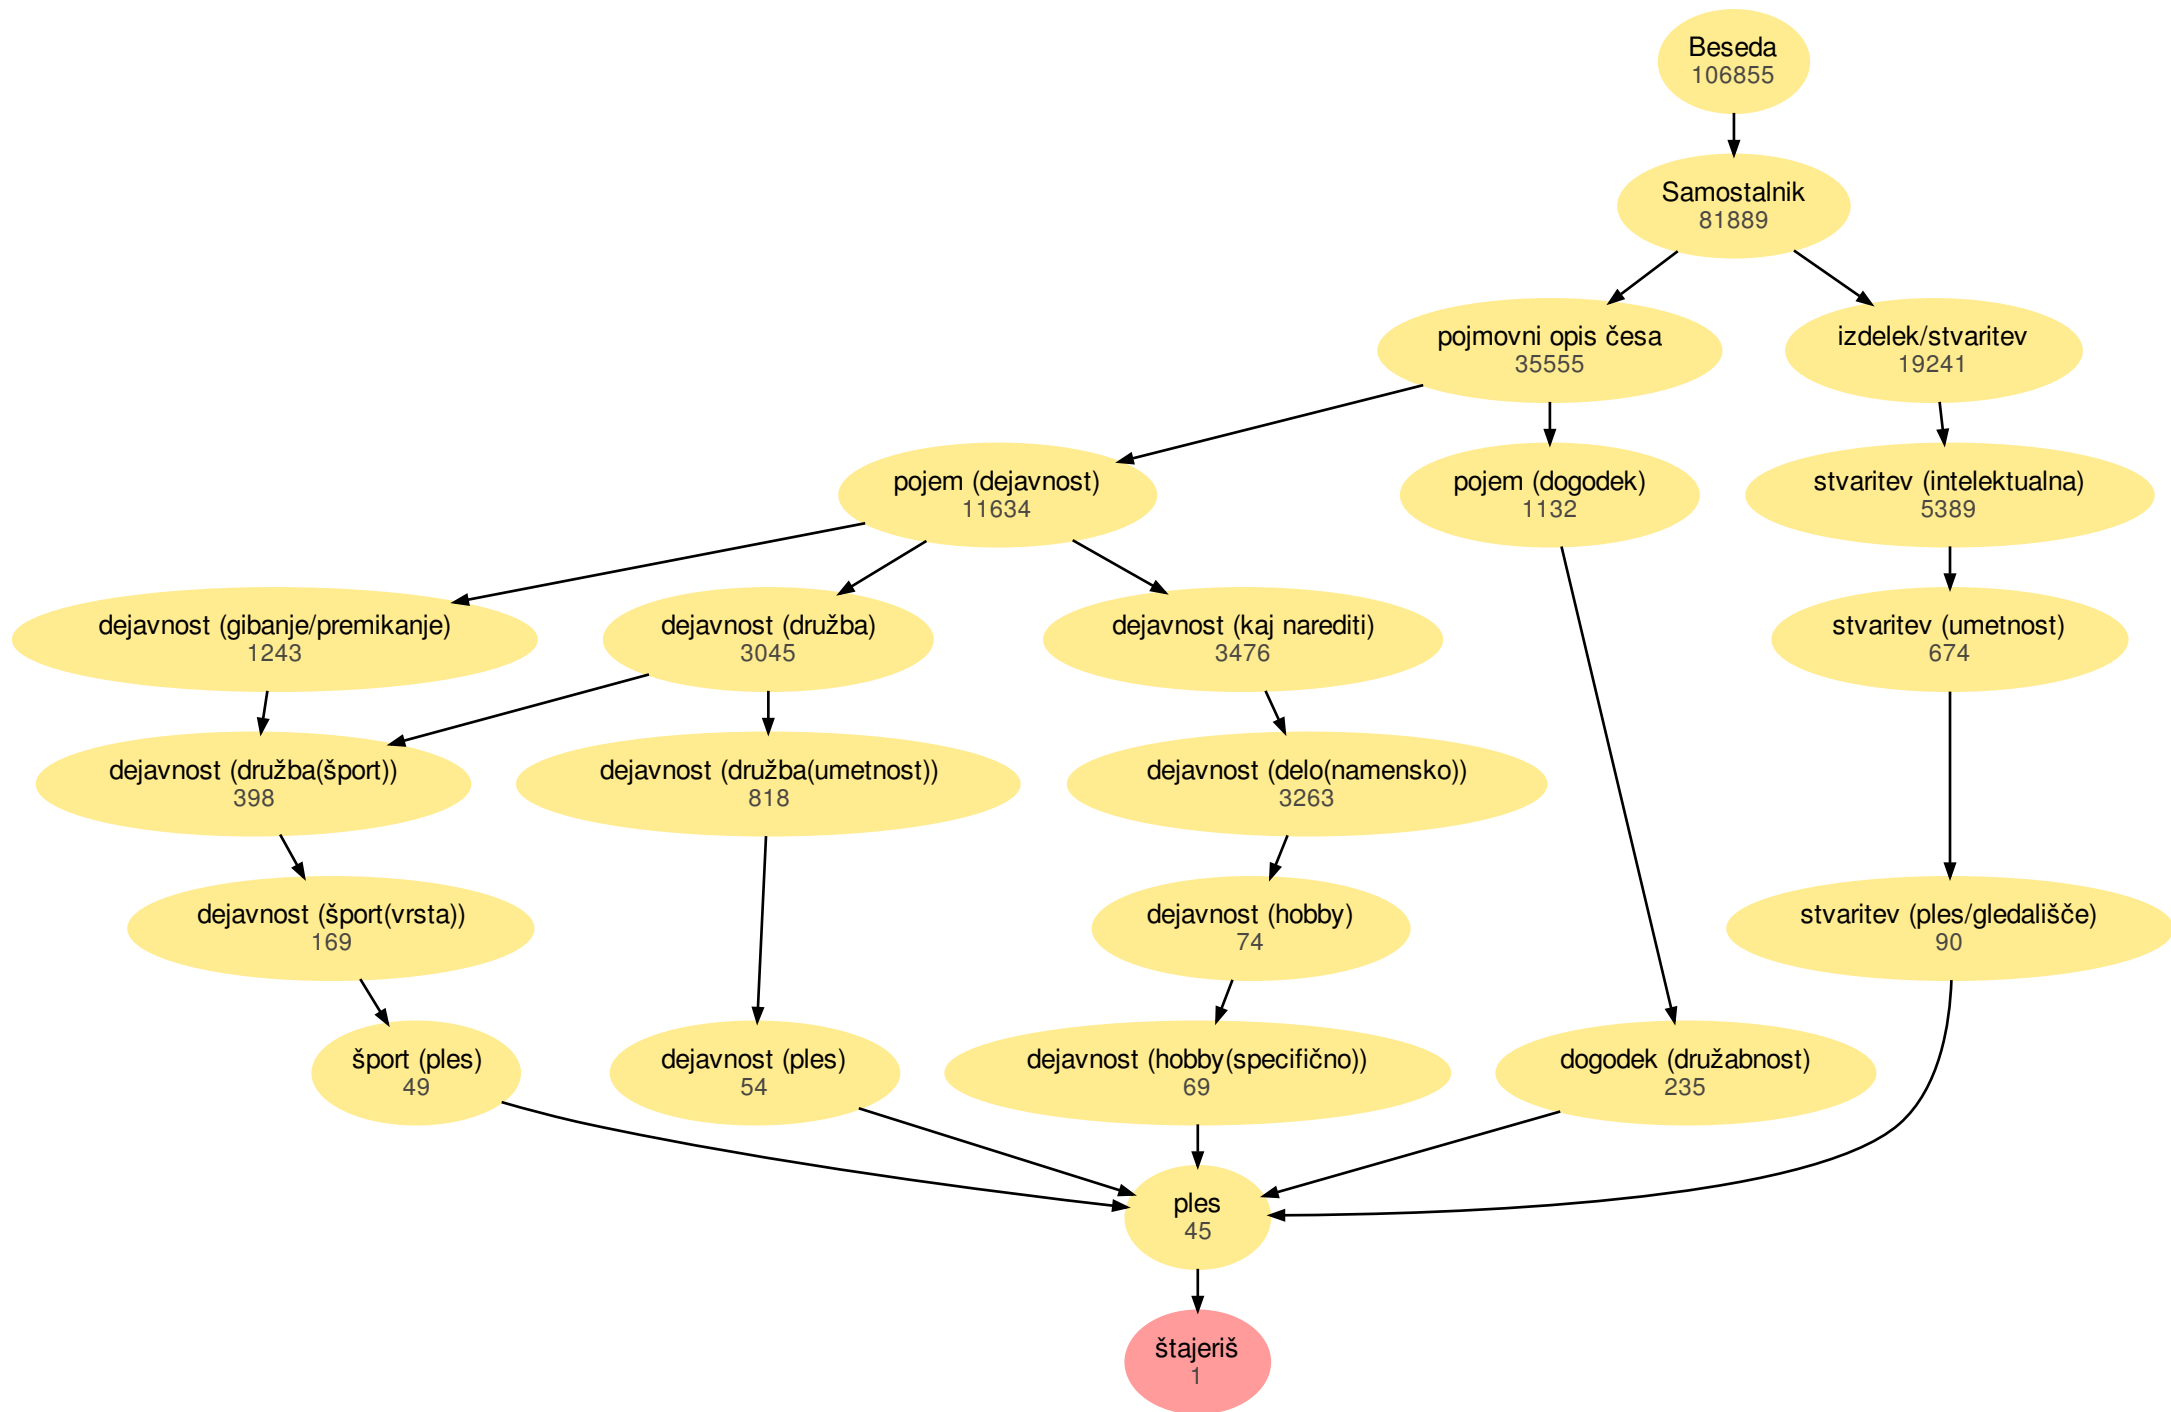 Beseda
106855
Samostalnik
81889
pojmovni opis česa
35555
izdelek/stvaritev
19241
pojem (dejavnost)
11634
pojem (dogodek)
1132
stvaritev (intelektualna)
5389
dejavnost (gibanje/premikanje)
1243
dejavnost (družba)
3045
dejavnost (kaj narediti)
3476
stvaritev (umetnost)
674
dejavnost (družba(šport))
398
dejavnost (družba(umetnost))
818
dejavnost (delo(namensko))
3263
dejavnost (šport(vrsta))
169
dejavnost (hobby)
74
stvaritev (ples/gledališče)
90
šport (ples)
49
dejavnost (ples)
54
dejavnost (hobby(specifično))
69
dogodek (družabnost)
235
ples
45
štajeriš
1